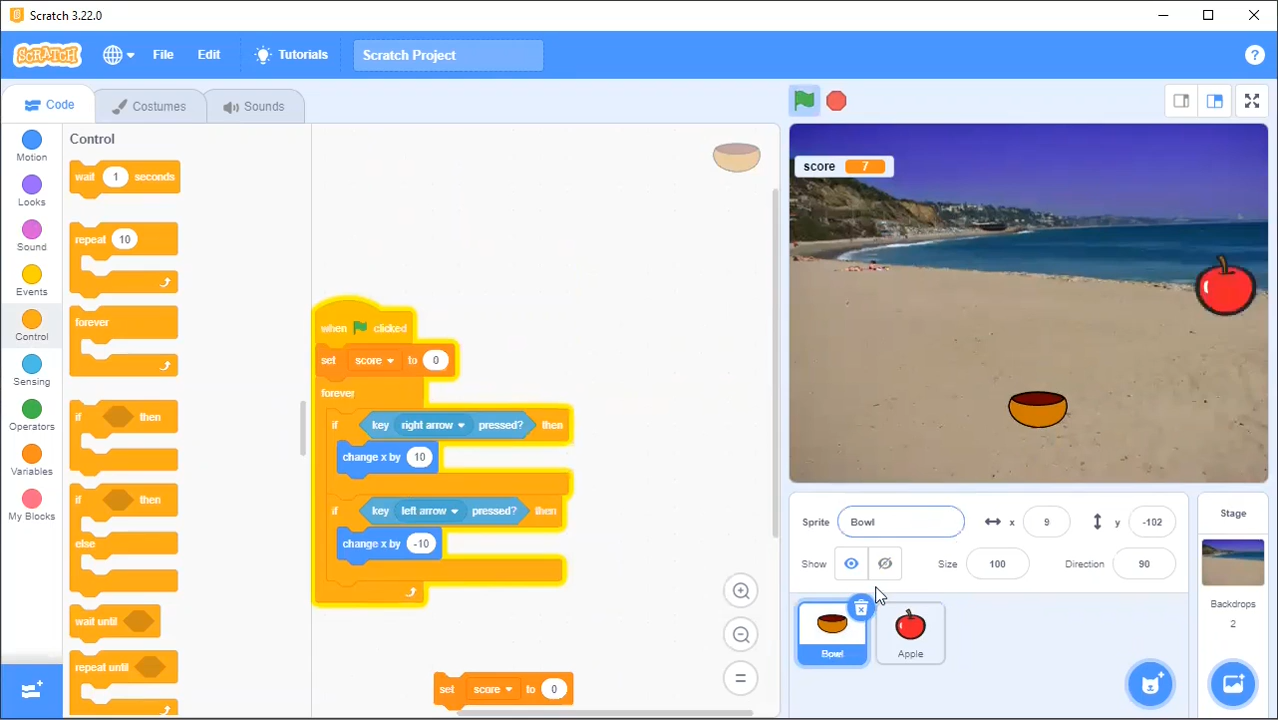 Scratch 3.22.0
SCRATCH
File
Edit
Tutorials
Scratch Project
?
Code
Costumes
Sounds
Motion
Looks
Sound
Events
Control
Sensing
Operators
Variables
My Blocks
Control
wait 1 seconds
repeat 10
forever
if then
if then
else
wait until
repeat until
when clicked
set score to 0
forever
if key right arrow pressed? then
change x by 10
if key left arrow pressed? then
change x by -10
set score to 0
score 7
Sprite Bowl x 9 y -102
Show Size 100 Direction 90
Bowl
Apple
Stage
Backdrops
2